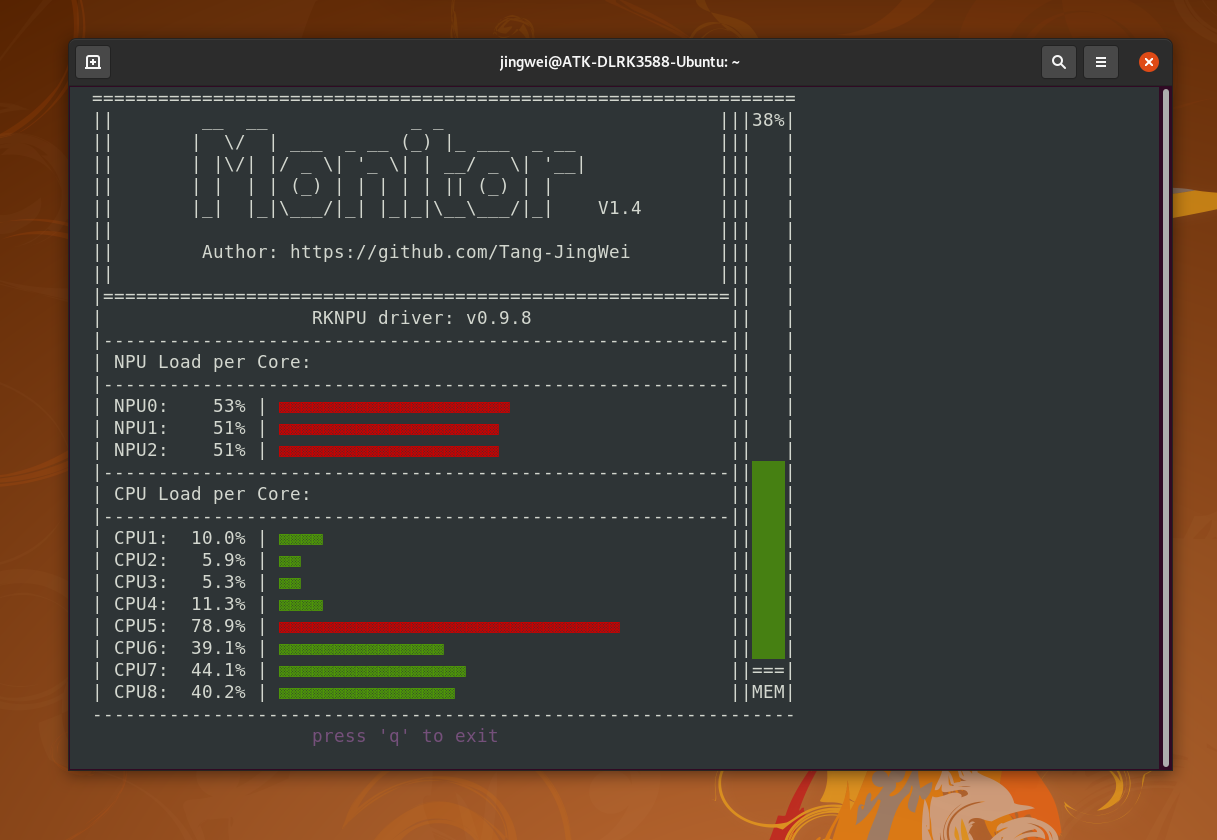 jingwei@ATK-DLRK3588-Ubuntu: ~
38%
Monitor
V1.4
Author: https://github.com/Tang-JingWei
RKNPU driver: v0.9.8
NPU Load per Core:
NPU0: 53%
NPU1: 51%
NPU2: 51%
CPU Load per Core:
CPU1: 10.0%
CPU2: 5.9%
CPU3: 5.3%
CPU4: 11.3%
CPU5: 78.9%
CPU6: 39.1%
CPU7: 44.1%
CPU8: 40.2%
MEM
press 'q' to exit